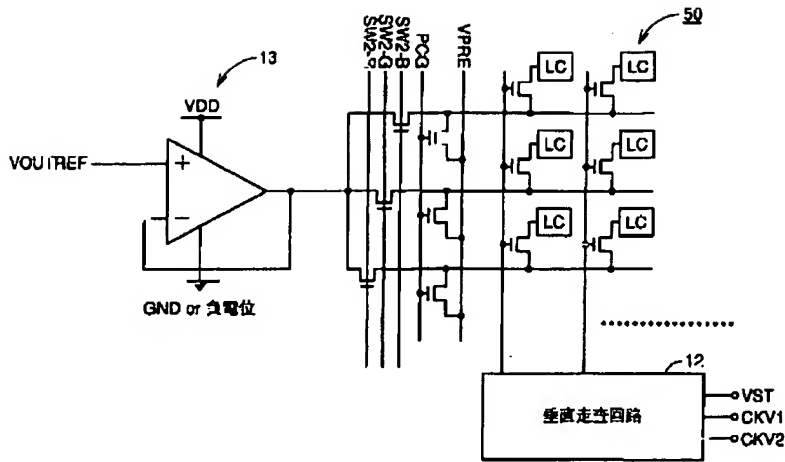 50
13
VDD
SW2-R
SW2-G
SW2-B
PCG
VPRE
LC
LC
VOUTREF
+
−
LC
LC
LC
LC
GND or 負電位
12
垂直走査回路
VST
CKV1
CKV2